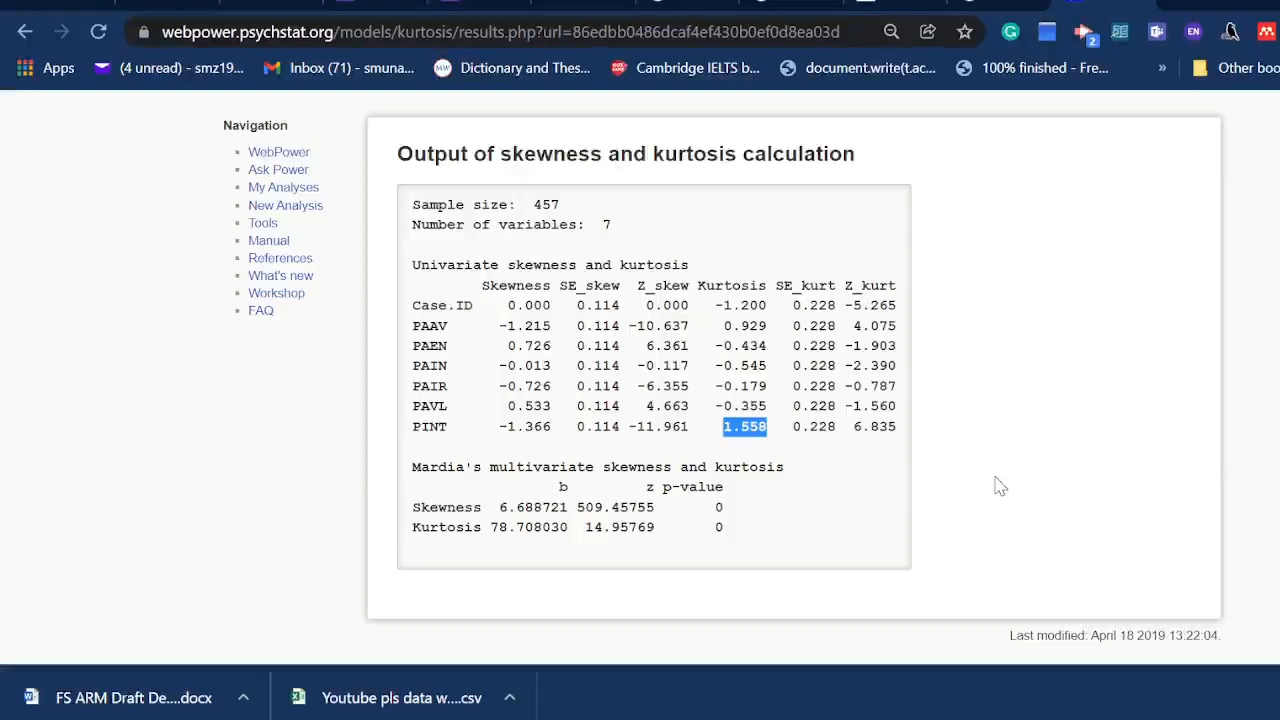 webpower.psychstat.org/models/kurtosis/results.php?url=86edbb0486dcaf4ef430b0ef0d8ea03d
2
EN
Apps
(4 unread) - smz19...
Inbox (71) - smuna...
MW
Dictionary and Thes...
Cambridge IELTS b...
document.write(t.ac...
100% finished - Fre...
»
Other boo
Navigation
WebPower
Ask Power
My Analyses
New Analysis
Tools
Manual
References
What's new
Workshop
FAQ
Output of skewness and kurtosis calculation
Sample size: 457
Number of variables: 7
Univariate skewness and kurtosis
Skewness SE_skew Z_skew Kurtosis SE_kurt Z_kurt
Case.ID 0.000 0.114 0.000 -1.200 0.228 -5.265
PAAV -1.215 0.114 -10.637 0.929 0.228 4.075
PAEN 0.726 0.114 6.361 -0.434 0.228 -1.903
PAIN -0.013 0.114 -0.117 -0.545 0.228 -2.390
PAIR -0.726 0.114 -6.355 -0.179 0.228 -0.787
PAVL 0.533 0.114 4.663 -0.355 0.228 -1.560
PINT -1.366 0.114 -11.961 1.558 0.228 6.835
Mardia's multivariate skewness and kurtosis
b z p-value
Skewness 6.688721 509.45755 0
Kurtosis 78.708030 14.95769 0
Last modified: April 18 2019 13:22:04.
FS ARM Draft De....docx
Youtube pls data w....csv